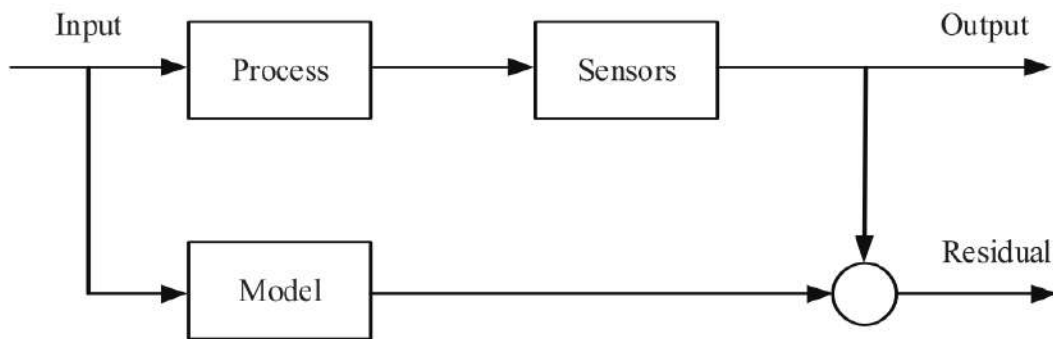 Input
Output
Process
Sensors
Residual
Model